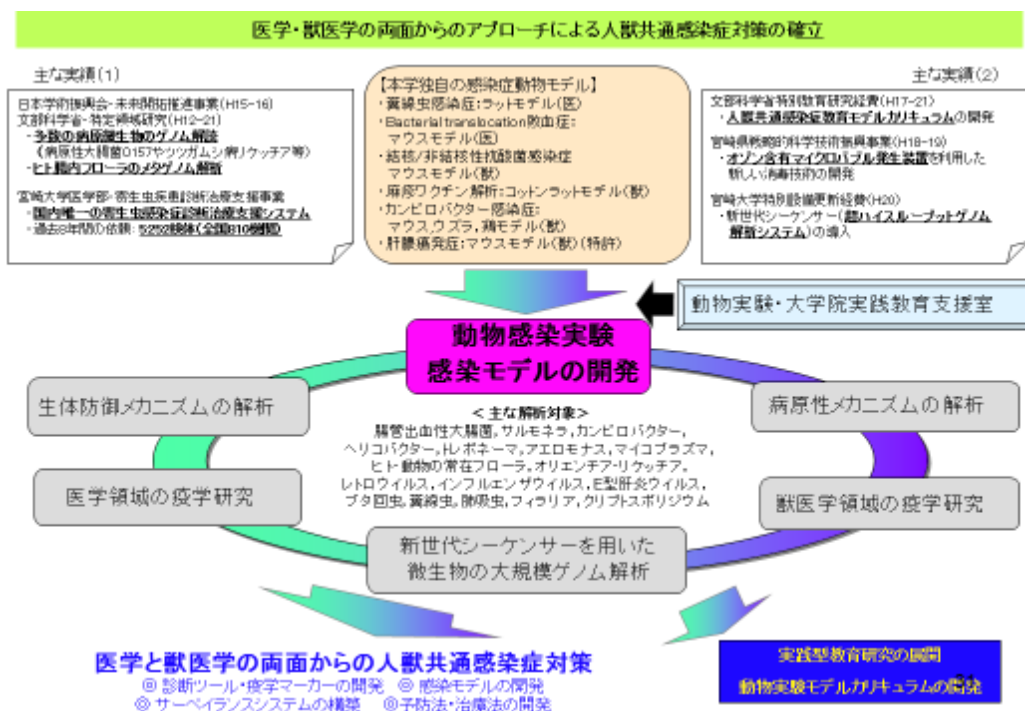 医学・獣医学の両面からのアプローチによる人獣共通感染症対策の確立
主な実績(1)
日本学術振興会-未来開拓推進事業(H15-16)
文部科学省-特定領域研究(H12-21)
・多数の病原微生物のゲノム解読
(病原性大腸菌O157やツツガムシ病リケッチア等)
・ヒト腸内フローラのメタゲノム解析
宮崎大学医学部-寄生虫疾患診断治療支援事業
・国内唯一の寄生虫感染症診断治療支援システム
・過去8年間の依頼: 5252検体(全国810機関)
【本学独自の感染症動物モデル】
・糞線虫感染症:ラットモデル(医)
・Bacterial translocation敗血症:
マウスモデル(医)
・結核/非結核性抗酸菌感染症
マウスモデル(獣)
・麻疹ワクチン解析:コットンラットモデル(獣)
・カンピロバクター感染症:
マウス,ウズラ,鶏モデル(獣)
・肝腫瘍発症:マウスモデル(獣)(特許)
主な実績(2)
文部科学省特別教育研究経費(H17-21)
・人獣共通感染症教育モデルカリキュラムの開発
宮崎県戦略的科学技術振興事業(H18-19)
・オゾン含有マイクロバブル発生装置を利用した
新しい消毒技術の開発
宮崎大学特別設備更新経費(H20)
・新世代シーケンサー(超ハイスループットゲノム
解析システム)の導入
動物実験・大学院実践教育支援室
動物感染実験
感染モデルの開発
生体防御メカニズムの解析
病原性メカニズムの解析
<主な解析対象>
腸管出血性大腸菌,サルモネラ,カンピロバクター,
ヘリコバクター,トレポネーマ,アエロモナス,マイコプラズマ,
ヒト-動物の常在フローラ,オリエンチア-リケッチア,
レトロウイルス,インフルエンザウイルス,E型肝炎ウイルス,
ブタ回虫,糞線虫,肺吸虫,フィラリア,クリプトスポリジウム
医学領域の疫学研究
獣医学領域の疫学研究
新世代シーケンサーを用いた
微生物の大規模ゲノム解析
医学と獣医学の両面からの人獣共通感染症対策
◎ 診断ツール・疫学マーカーの開発 ◎ 感染モデルの開発
◎ サーベイランスシステムの構築 ◎予防法・治療法の開発
実践型教育研究の展開
動物実験モデルカリキュラムの開発